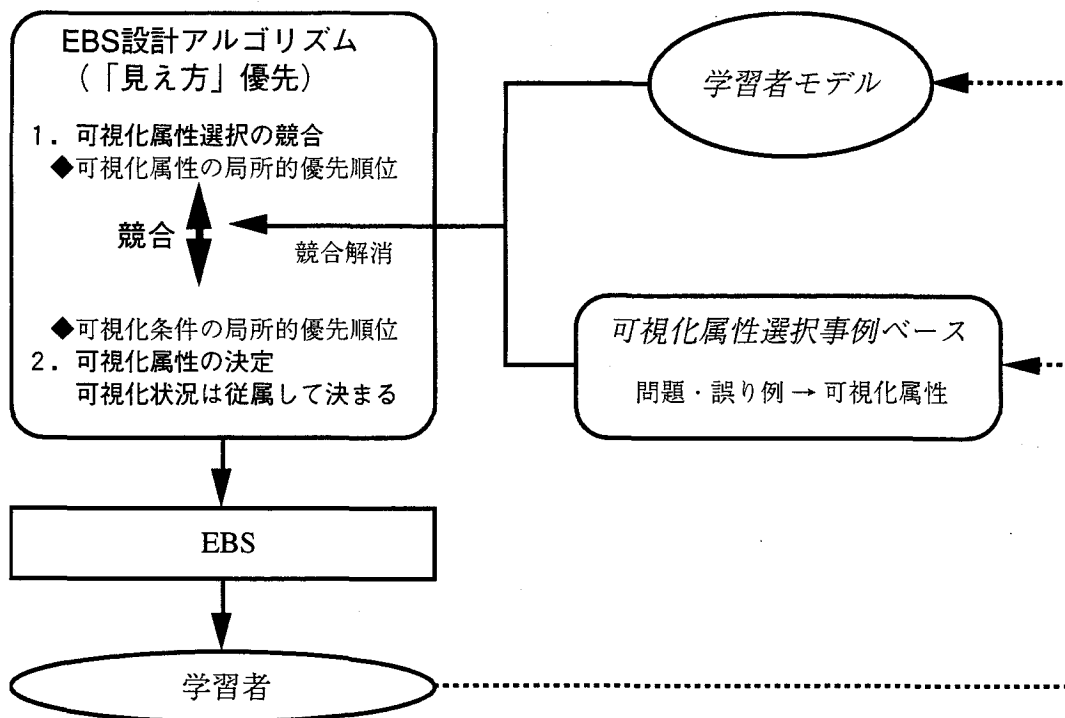 EBS設計アルゴリズム
（「見え方」優先）
1．可視化属性選択の競合
◆可視化属性の局所的優先順位
競合
競合解消
◆可視化条件の局所的優先順位
2．可視化属性の決定
可視化状況は従属して決まる
学習者モデル
可視化属性選択事例ベース
問題・誤り例 → 可視化属性
EBS
学習者